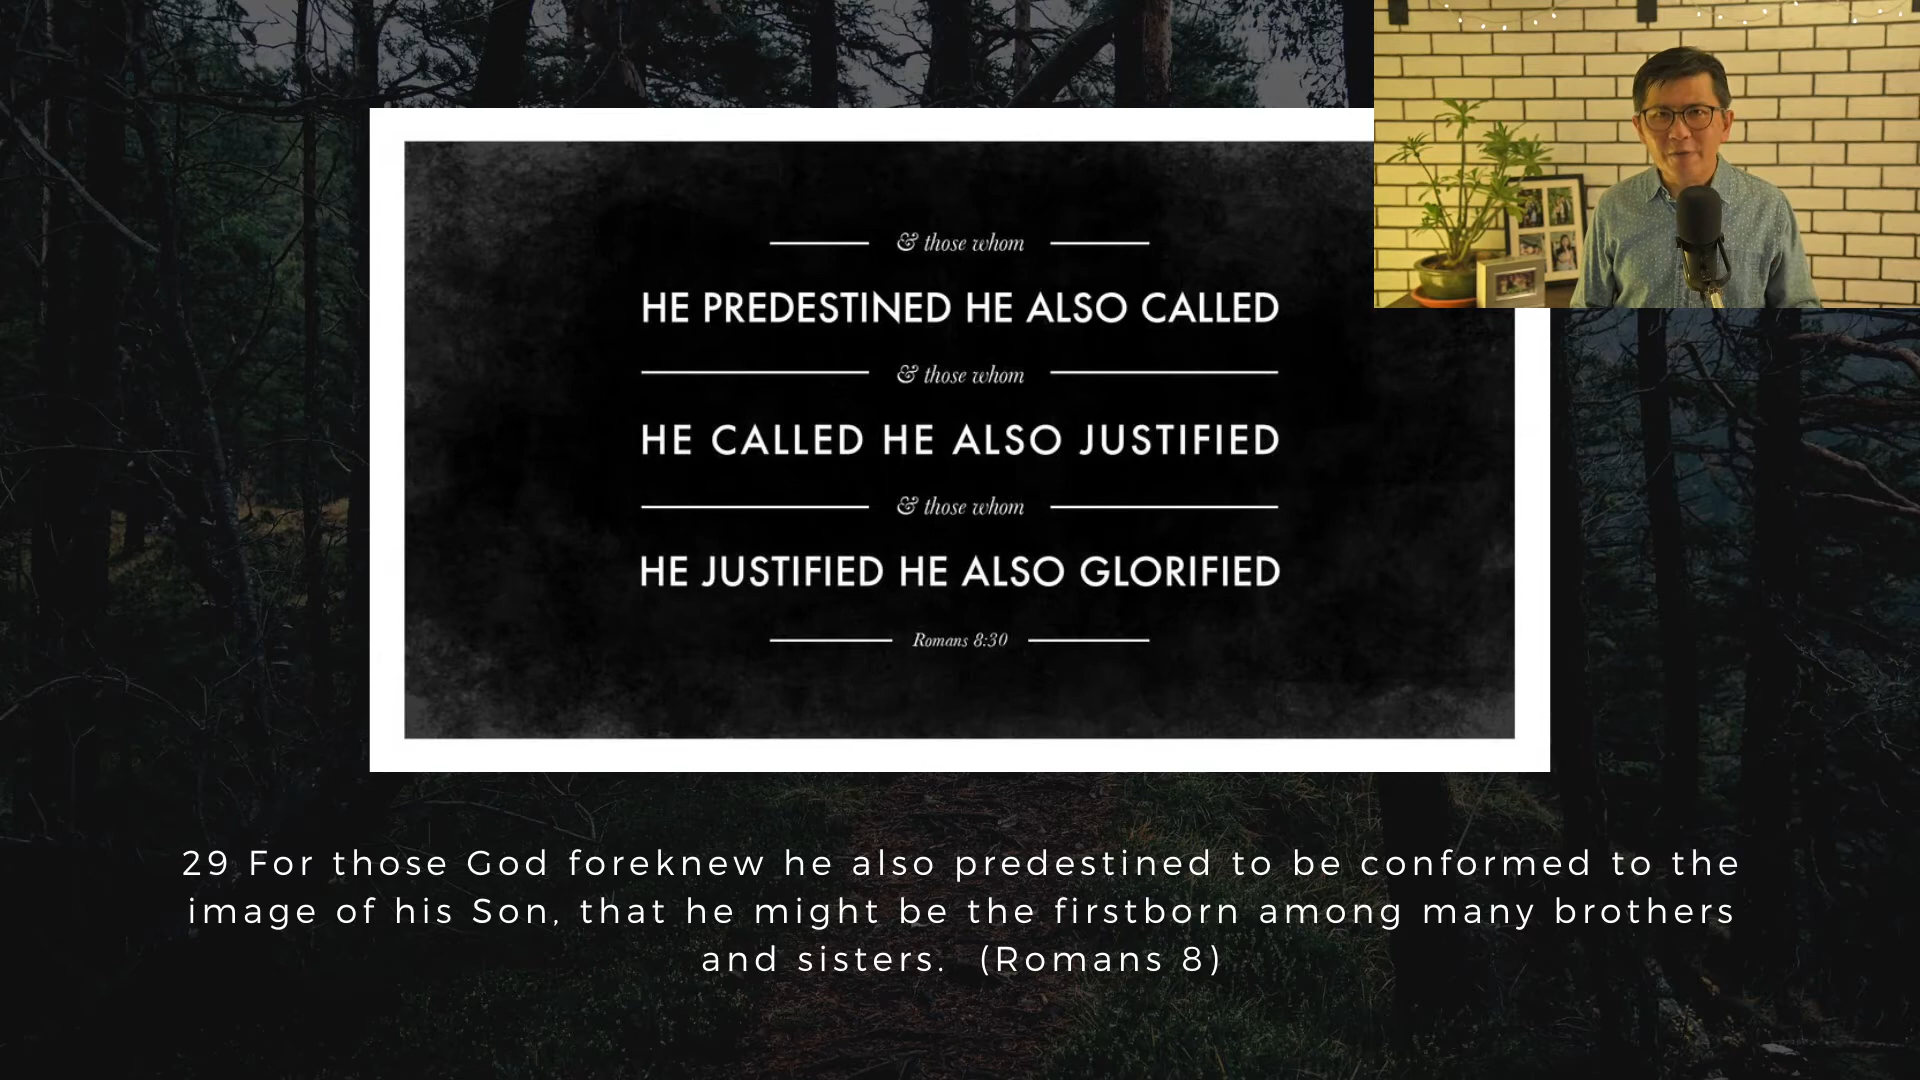 & those whom
HE PREDESTINED HE ALSO CALLED
& those whom
HE CALLED HE ALSO JUSTIFIED
& those whom
HE JUSTIFIED HE ALSO GLORIFIED
Romans 8:30
29 For those God foreknew he also predestined to be conformed to the
image of his Son, that he might be the firstborn among many brothers
and sisters. (Romans 8)